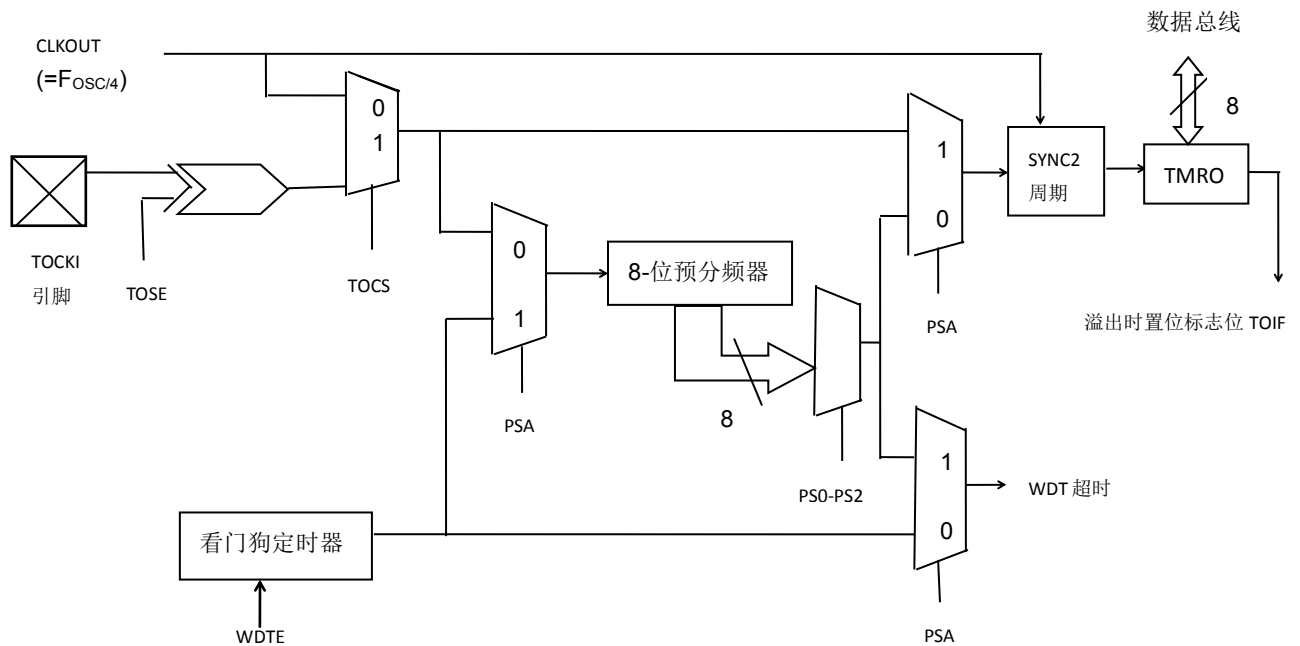 CLKOUT
(=FOSC/4)
数据总线
8
0
1
TOCKI
引脚
TOSE
TOCS
0
1
PSA
8-位预分频器
8
PS0-PS2
1
0
PSA
SYNC2
周期
TMRO
溢出时置位标志位 TOIF
看门狗定时器
WDTE
1
0
PSA
WDT 超时